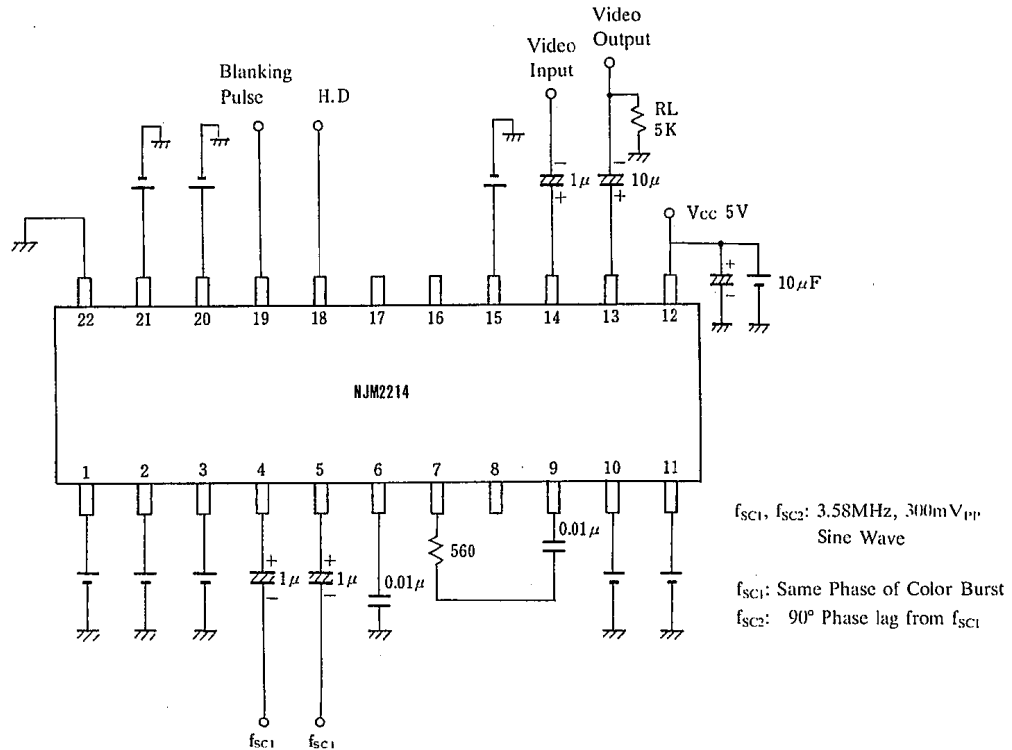 Video
Output
Video
Input
Blanking
Pulse
H.D
RL
5K
1μ
10μ
Vcc 5V
+
−
10μF
22 21 20 19 18 17 16 15 14 13 12
NJM2214
1 2 3 4 5 6 7 8 9 10 11
560
0.01μ
1μ
1μ
0.01μ
fSC1, fSC2: 3.58MHz, 300mVPP,
Sine Wave
fSC1: Same Phase of Color Burst
fSC2: 90° Phase lag from fSC1
fSC1 fSC1